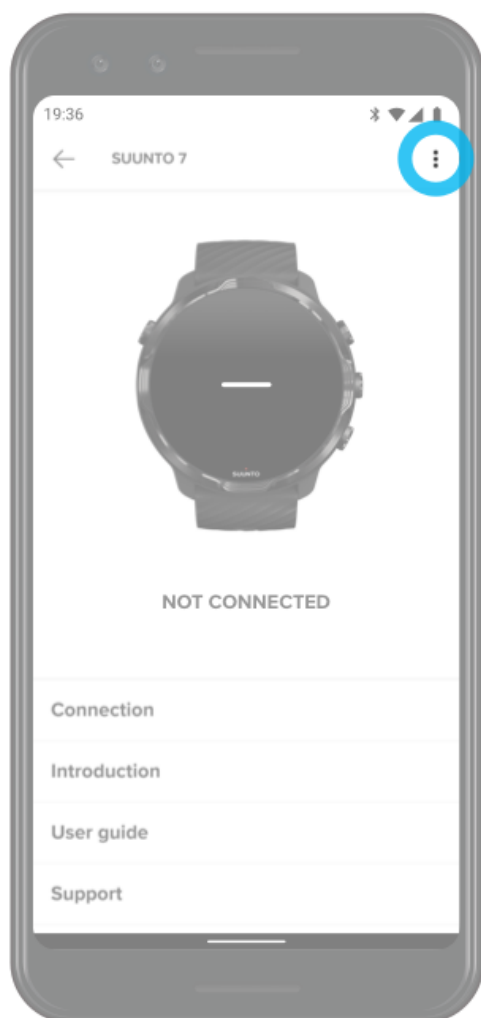 19:36
SUUNTO 7
SUUNTO
NOT CONNECTED
Connection
Introduction
User guide
Support